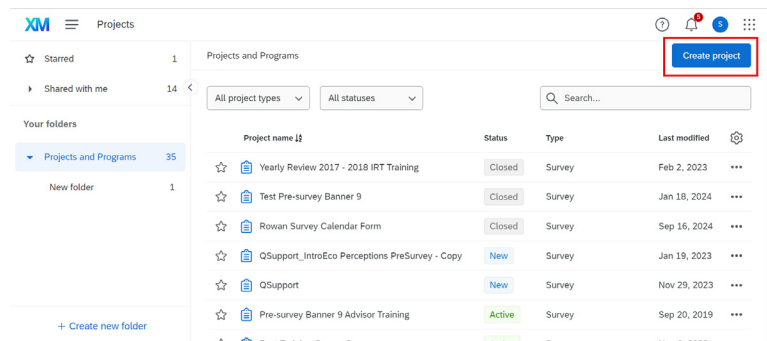 XM Projects 5 S
Starred 1
Shared with me 14
Your folders
Projects and Programs 35
New folder 1
+ Create new folder
Projects and Programs Create project
All project types All statuses Search...
Project name Status Type Last modified
Yearly Review 2017 - 2018 IRT Training Closed Survey Feb 2, 2023
Test Pre-survey Banner 9 Closed Survey Jan 18, 2024
Rowan Survey Calendar Form Closed Survey Sep 16, 2024
QSupport_IntroEco Perceptions PreSurvey - Copy New Survey Jan 19, 2023
QSupport New Survey Nov 29, 2023
Pre-survey Banner 9 Advisor Training Active Survey Sep 20, 2019